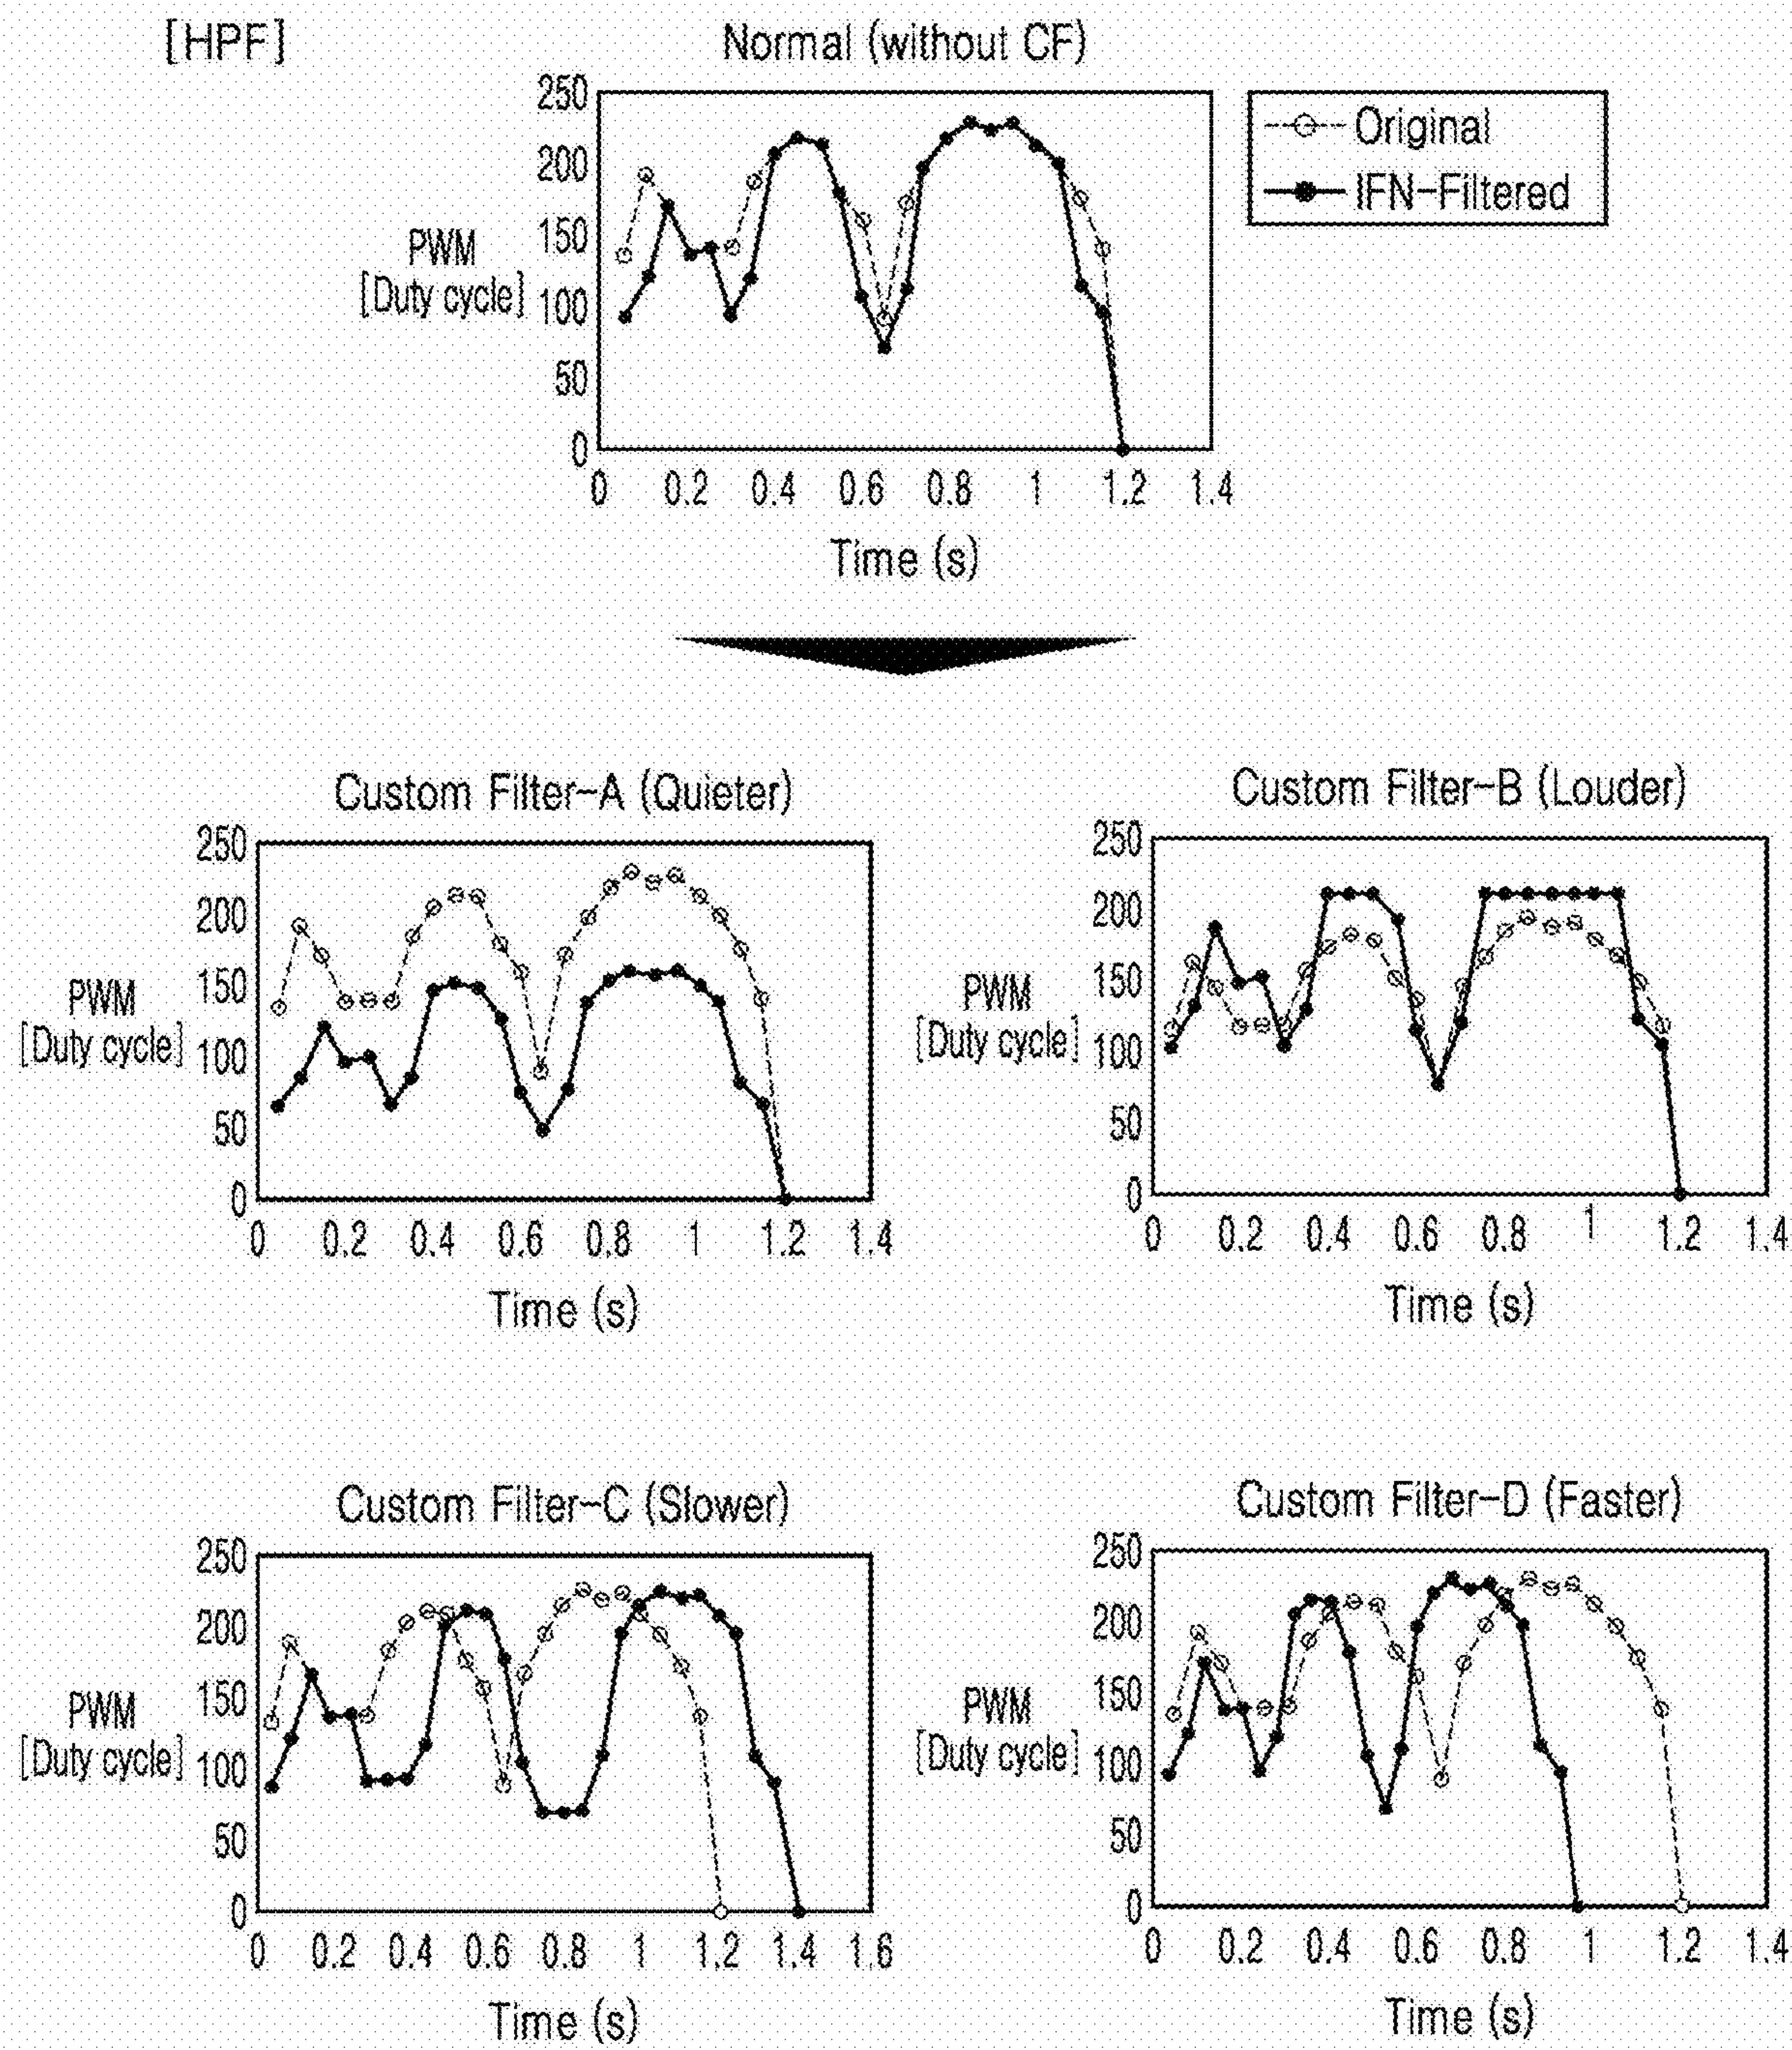 [HPF]
Normal (without CF)
250
200
150
100
50
0
PWM
[Duty cycle]
0 0.2 0.4 0.6 0.8 1 1.2 1.4
Time (s)
Original
IFN-Filtered
Custom Filter-A (Quieter)
250
200
150
100
50
0
PWM
[Duty cycle]
0 0.2 0.4 0.6 0.8 1 1.2 1.4
Time (s)
Custom Filter-B (Louder)
250
200
150
100
50
0
PWM
[Duty cycle]
0 0.2 0.4 0.6 0.8 1 1.2 1.4
Time (s)
Custom Filter-C (Slower)
250
200
150
100
50
0
PWM
[Duty cycle]
0 0.2 0.4 0.6 0.8 1 1.2 1.4 1.6
Time (s)
Custom Filter-D (Faster)
250
200
150
100
50
0
PWM
[Duty cycle]
0 0.2 0.4 0.6 0.8 1 1.2 1.4
Time (s)